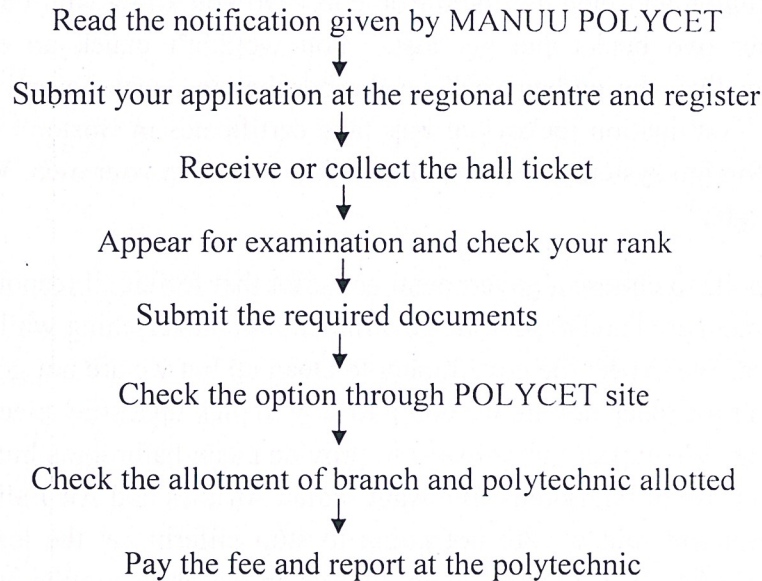 Read the notification given by MANUU POLYCET
Submit your application at the regional centre and register
Receive or collect the hall ticket
Appear for examination and check your rank
Submit the required documents
Check the option through POLYCET site
Check the allotment of branch and polytechnic allotted
Pay the fee and report at the polytechnic